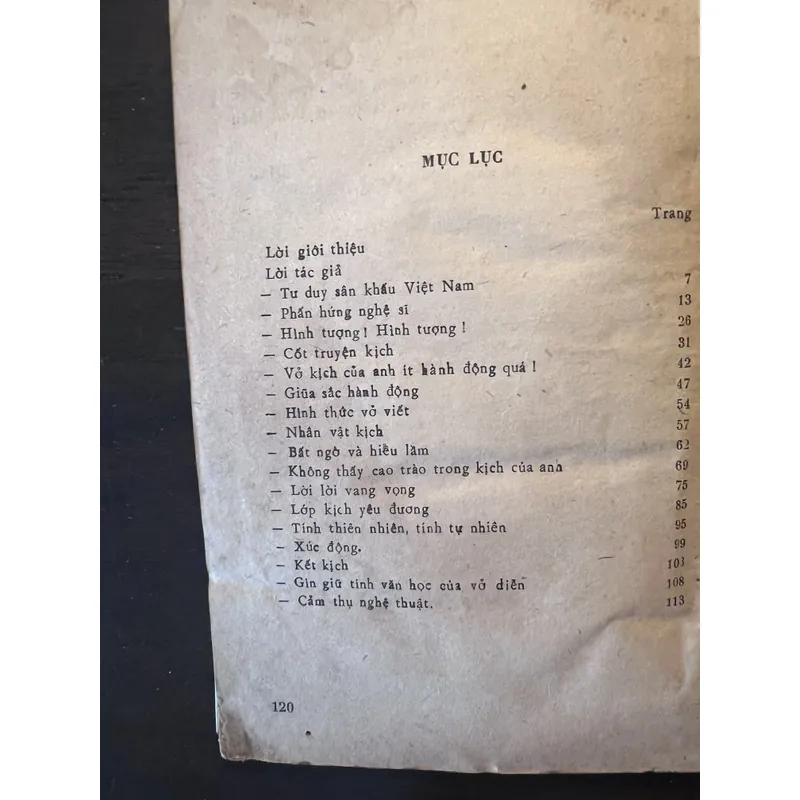 MỤC LỤC
Trang
Lời giới thiệu
Lời tác giả
— Tư duy sân khấu Việt Nam 7
— Phấn hứng nghệ sĩ 13
— Hình tượng! Hình tượng! 26
— Cốt truyện kịch 31
— Vở kịch của anh ít hành động quá! 42
— Giữa sắc hành động 47
— Hình thức vở viết 54
— Nhân vật kịch 57
— Bất ngờ và hiểu lầm 62
— Không thấy cao trào trong kịch của anh 69
— Lời lời vang vọng 75
— Lớp kịch yêu đương 85
— Tính thiên nhiên, tính tự nhiên 95
— Xúc động. 99
— Kết kịch 103
— Gìn giữ tính văn học của vở diễn 108
— Cảm thụ nghệ thuật. 113
120